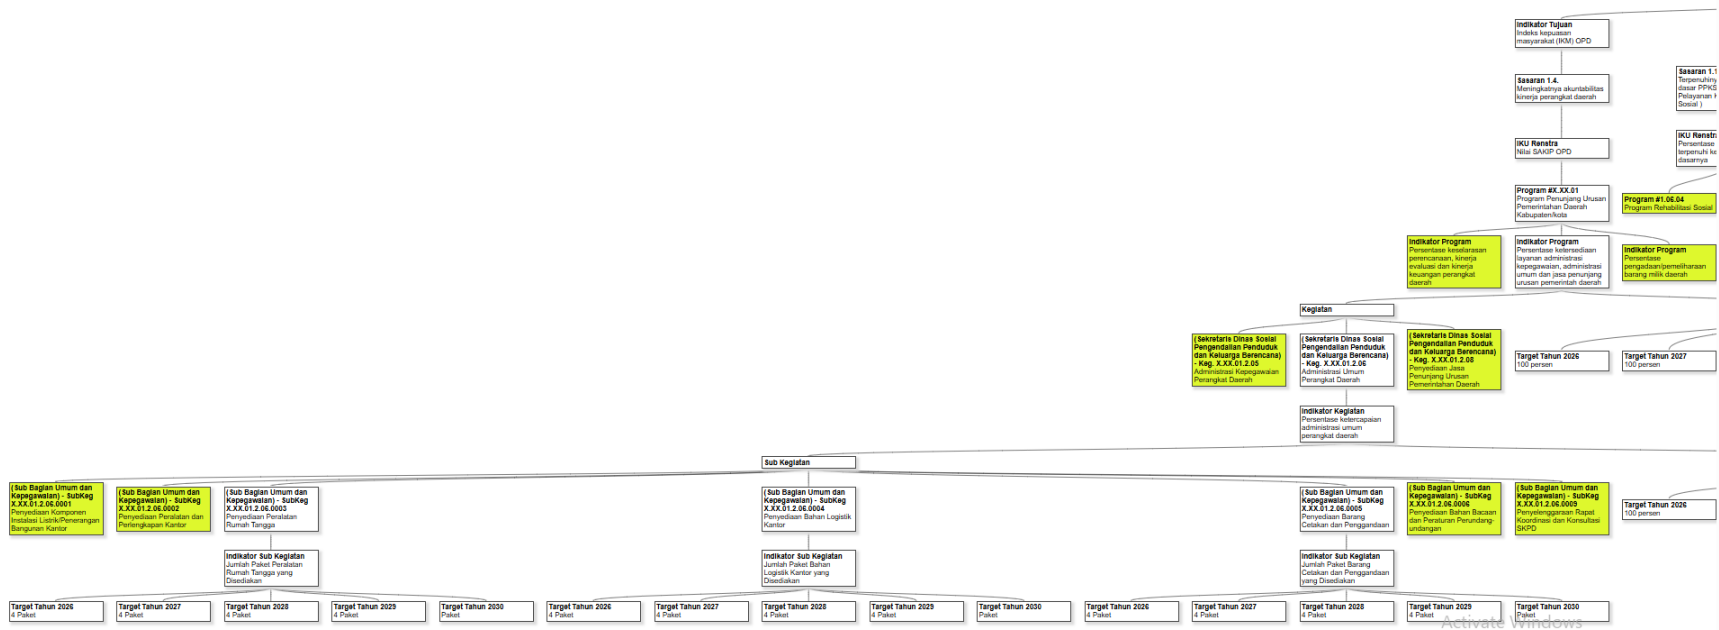 Indikator Tujuan
Indeks kepuasan
masyarakat (IKM) OPD
Sasaran 1.4.
Meningkatnya akuntabilitas
kinerja perangkat daerah
Sasaran 1.1
Terpenuhiny
dasar PPKS
Pelayanan
Sosial )
IKU Renstra
Nilai SAKIP OPD
IKU Renstra
Persentase
terpenuhi ke
dasarnya
Program #X.XX.01
Program Penunjang Urusan
Pemerintahan Daerah
Kabupaten/kota
Program #1.06.04
Program Rehabilitasi Sosial
Indikator Program
Persentase keselarasan
perencanaan, kinerja
evaluasi dan kinerja
keuangan perangkat
daerah
Indikator Program
Persentase ketersediaan
layanan administrasi
kepegawaian, administrasi
umum dan jasa penunjang
urusan pemerintah daerah
Indikator Program
Persentase
pengadaan/pemeliharaan
barang milik daerah
Kegiatan
(Sekretaris Dinas Sosial
Pengendalian Penduduk
dan Keluarga Berencana)
- Keg. X.XX.01.2.05
Administrasi Kepegawaian
Perangkat Daerah
(Sekretaris Dinas Sosial
Pengendalian Penduduk
dan Keluarga Berencana)
- Keg. X.XX.01.2.06
Administrasi Umum
Perangkat Daerah
(Sekretaris Dinas Sosial
Pengendalian Penduduk
dan Keluarga Berencana)
- Keg. X.XX.01.2.08
Penyediaan Jasa
Penunjang Urusan
Pemerintahan Daerah
Target Tahun 2026
100 persen
Target Tahun 2027
100 persen
Indikator Kegiatan
Persentase ketercapaian
administrasi umum
perangkat daerah
Sub Kegiatan
(Sub Bagian Umum dan
Kepegawaian) - SubKeg
X.XX.01.2.06.0001
Penyediaan Komponen
Instalasi Listrik/Penerangan
Bangunan Kantor
(Sub Bagian Umum dan
Kepegawaian) - SubKeg
X.XX.01.2.06.0002
Penyediaan Peralatan dan
Perlengkapan Kantor
(Sub Bagian Umum dan
Kepegawaian) - SubKeg
X.XX.01.2.06.0003
Penyediaan Peralatan
Rumah Tangga
(Sub Bagian Umum dan
Kepegawaian) - SubKeg
X.XX.01.2.06.0004
Penyediaan Bahan Logistik
Kantor
(Sub Bagian Umum dan
Kepegawaian) - SubKeg
X.XX.01.2.06.0005
Penyediaan Barang
Cetakan dan Penggandaan
(Sub Bagian Umum dan
Kepegawaian) - SubKeg
X.XX.01.2.06.0006
Penyediaan Bahan Bacaan
dan Peraturan Perundang-
undangan
(Sub Bagian Umum dan
Kepegawaian) - SubKeg
X.XX.01.2.06.0009
Penyelenggaraan Rapat
Koordinasi dan Konsultasi
SKPD
Target Tahun 2026
100 persen
Indikator Sub Kegiatan
Jumlah Paket Peralatan
Rumah Tangga yang
Disediakan
Indikator Sub Kegiatan
Jumlah Paket Bahan
Logistik Kantor yang
Disediakan
Indikator Sub Kegiatan
Jumlah Paket Barang
Cetakan dan Penggandaan
yang Disediakan
Target Tahun 2026
4 Paket
Target Tahun 2027
4 Paket
Target Tahun 2028
4 Paket
Target Tahun 2029
4 Paket
Target Tahun 2030
Paket
Target Tahun 2026
4 Paket
Target Tahun 2027
4 Paket
Target Tahun 2028
4 Paket
Target Tahun 2029
4 Paket
Target Tahun 2030
4 Paket
Target Tahun 2026
4 Paket
Target Tahun 2027
4 Paket
Target Tahun 2028
4 Paket
Target Tahun 2029
4 Paket
Target Tahun 2030
Paket
Activate Windows